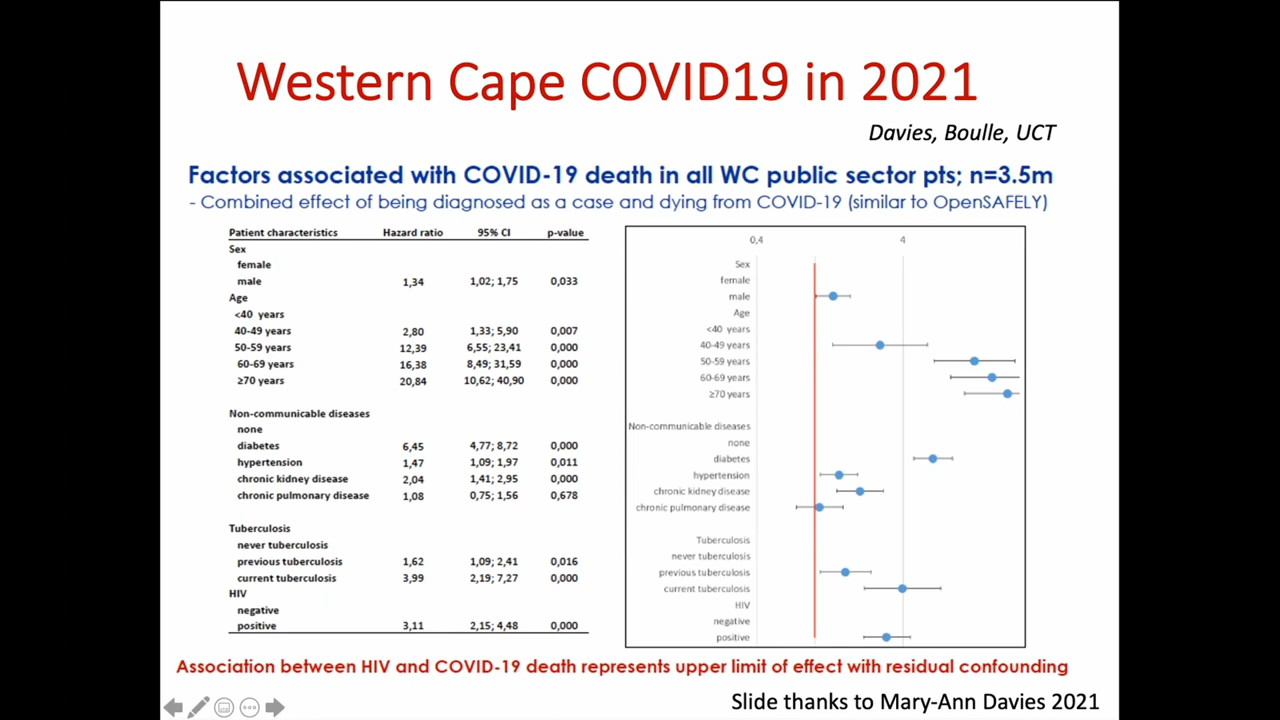 Western Cape COVID19 in 2021
Davies, Boulle, UCT
Factors associated with COVID-19 death in all WC public sector pts; n=3.5m
- Combined effect of being diagnosed as a case and dying from COVID-19 (similar to OpenSAFELY)
Patient characteristics Hazard ratio 95% CI p-value
Sex
female
male 1,34 1,02; 1,75 0,033
Age
<40 years
40-49 years 2,80 1,33; 5,90 0,007
50-59 years 12,39 6,55; 23,41 0,000
60-69 years 16,38 8,49; 31,59 0,000
≥70 years 20,84 10,62; 40,90 0,000
Non-communicable diseases
none
diabetes 6,45 4,77; 8,72 0,000
hypertension 1,47 1,09; 1,97 0,011
chronic kidney disease 2,04 1,41; 2,95 0,000
chronic pulmonary disease 1,08 0,75; 1,56 0,678
Tuberculosis
never tuberculosis
previous tuberculosis 1,62 1,09; 2,41 0,016
current tuberculosis 3,99 2,19; 7,27 0,000
HIV
negative
positive 3,11 2,15; 4,48 0,000
0,4 4
Sex
female
male
Age
<40 years
40-49 years
50-59 years
60-69 years
≥70 years
Non-communicable diseases
none
diabetes
hypertension
chronic kidney disease
chronic pulmonary disease
Tuberculosis
never tuberculosis
previous tuberculosis
current tuberculosis
HIV
negative
positive
Association between HIV and COVID-19 death represents upper limit of effect with residual confounding
Slide thanks to Mary-Ann Davies 2021